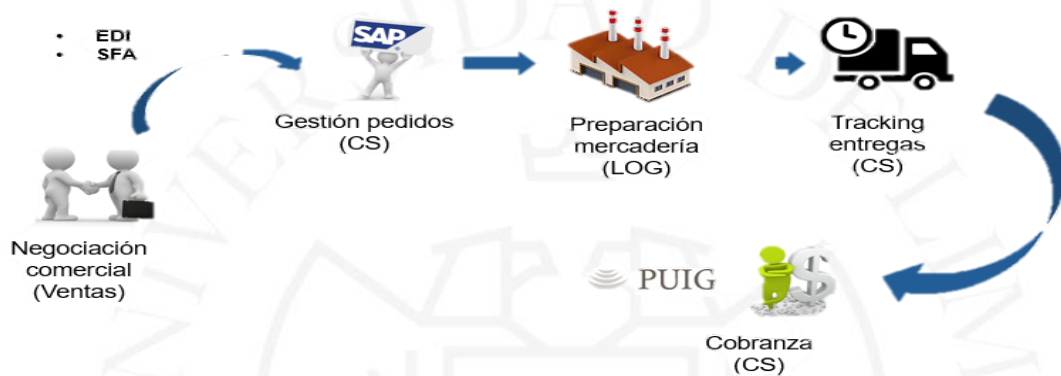 • EDI
• SFA
SAP
Gestión pedidos
(CS)
Preparación
mercadería
(LOG)
Tracking
entregas
(CS)
Negociación
comercial
(Ventas)
PUIG
Cobranza
(CS)